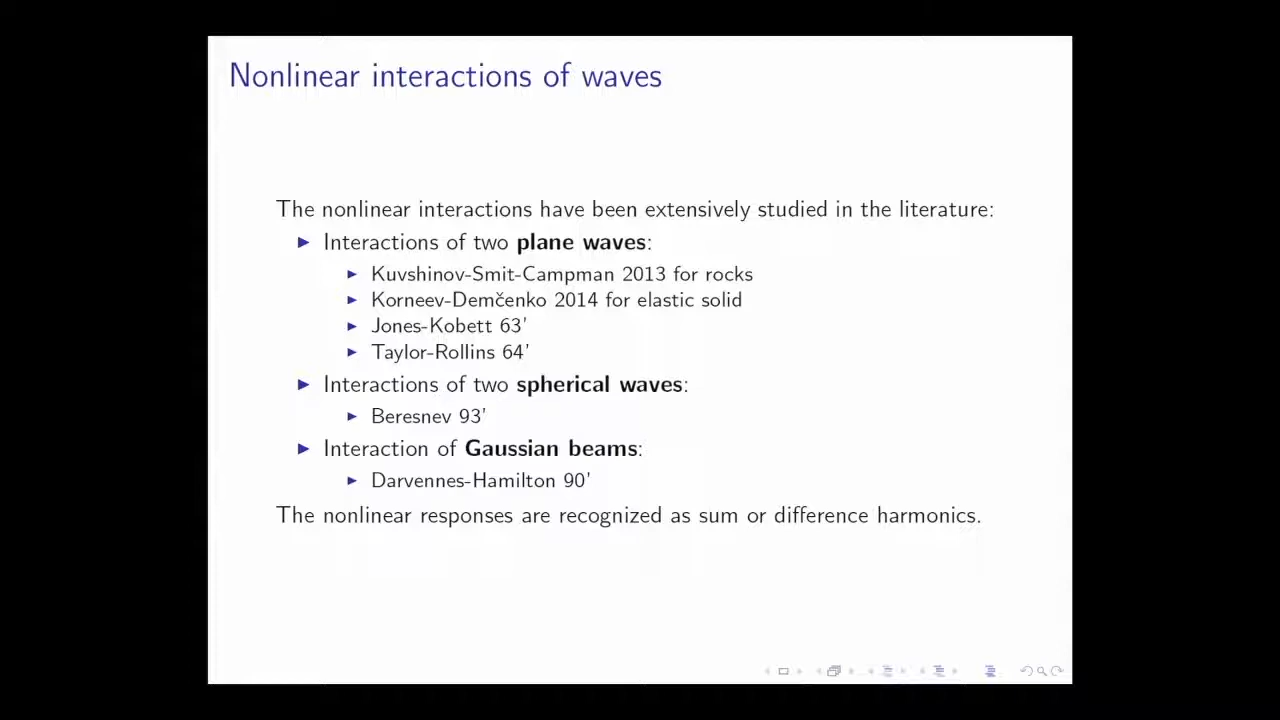 Nonlinear interactions of waves
The nonlinear interactions have been extensively studied in the literature:
Interactions of two plane waves:
Kuvshinov-Smit-Campman 2013 for rocks
Korneev-Demčenko 2014 for elastic solid
Jones-Kobett 63'
Taylor-Rollins 64'
Interactions of two spherical waves:
Beresnev 93'
Interaction of Gaussian beams:
Darvennes-Hamilton 90'
The nonlinear responses are recognized as sum or difference harmonics.